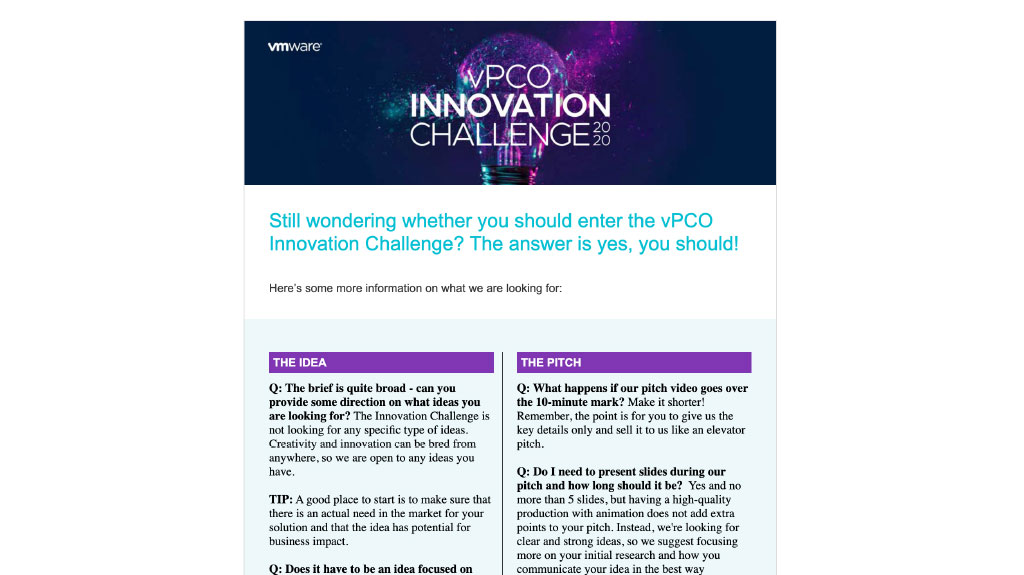 vmware
vPCO
INNOVATION
CHALLENGE 20
20
Still wondering whether you should enter the vPCO
Innovation Challenge? The answer is yes, you should!
Here's some more information on what we are looking for:
THE IDEA
Q: The brief is quite broad - can you
provide some direction on what ideas you
are looking for? The Innovation Challenge is
not looking for any specific type of ideas.
Creativity and innovation can be bred from
anywhere, so we are open to any ideas you
have.
TIP: A good place to start is to make sure that
there is an actual need in the market for your
solution and that the idea has potential for
business impact.
Q: Does it have to be an idea focused on
THE PITCH
Q: What happens if our pitch video goes over
the 10-minute mark? Make it shorter!
Remember, the point is for you to give us the
key details only and sell it to us like an elevator
pitch.
Q: Do I need to present slides during our
pitch and how long should it be? Yes and no
more than 5 slides, but having a high-quality
production with animation does not add extra
points to your pitch. Instead, we're looking for
clear and strong ideas, so we suggest focusing
more on your initial research and how you
communicate your idea in the best way